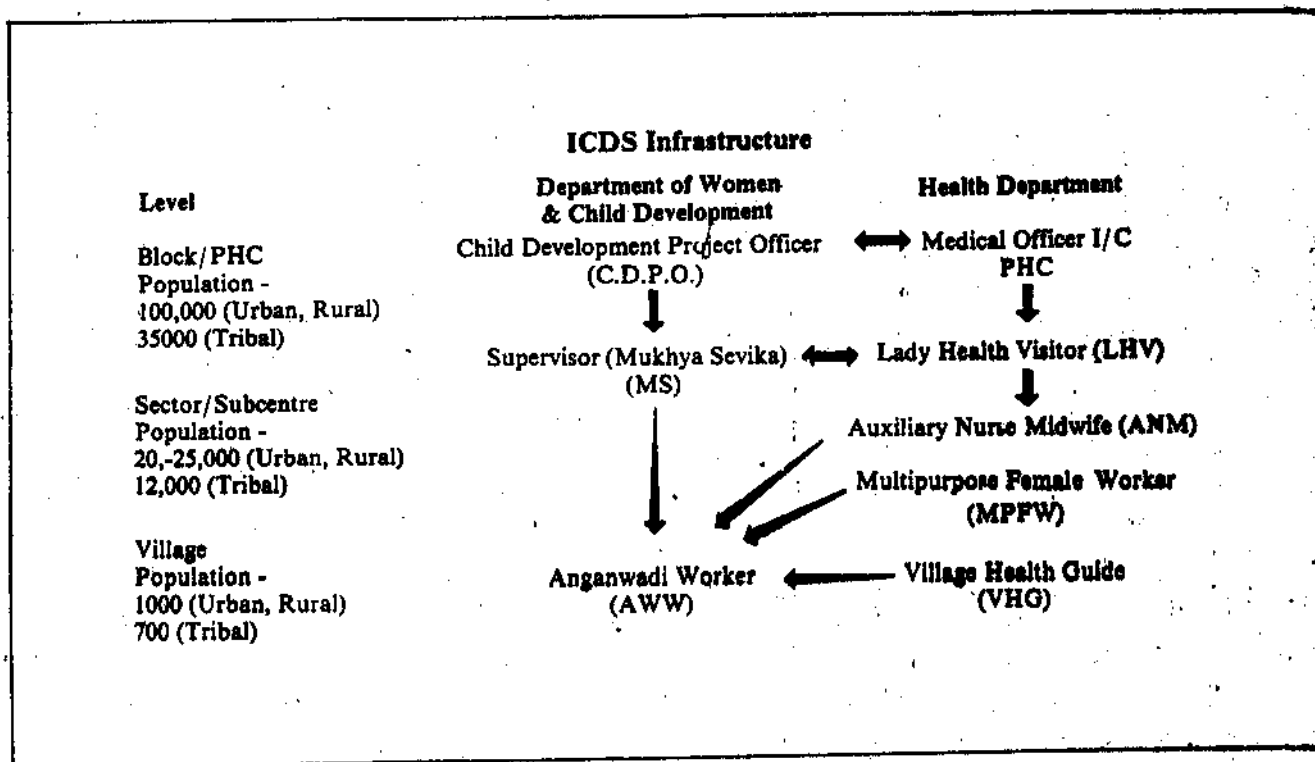 ICDS Infrastructure
Level
Department of Women
& Child Development
Health Department
Block/PHC
Population -
100,000 (Urban, Rural)
35000 (Tribal)
Child Development Project Officer
(C.D.P.O.)
Medical Officer I/C
PHC
Supervisor (Mukhya Sevika)
(MS)
Lady Health Visitor (LHV)
Sector/Subcentre
Population -
20,-25,000 (Urban, Rural)
12,000 (Tribal)
Auxiliary Nurse Midwife (ANM)
Multipurpose Female Worker
(MPFW)
Village
Population -
1000 (Urban, Rural)
700 (Tribal)
Anganwadi Worker
(AWW)
Village Health Guide
(VHG)